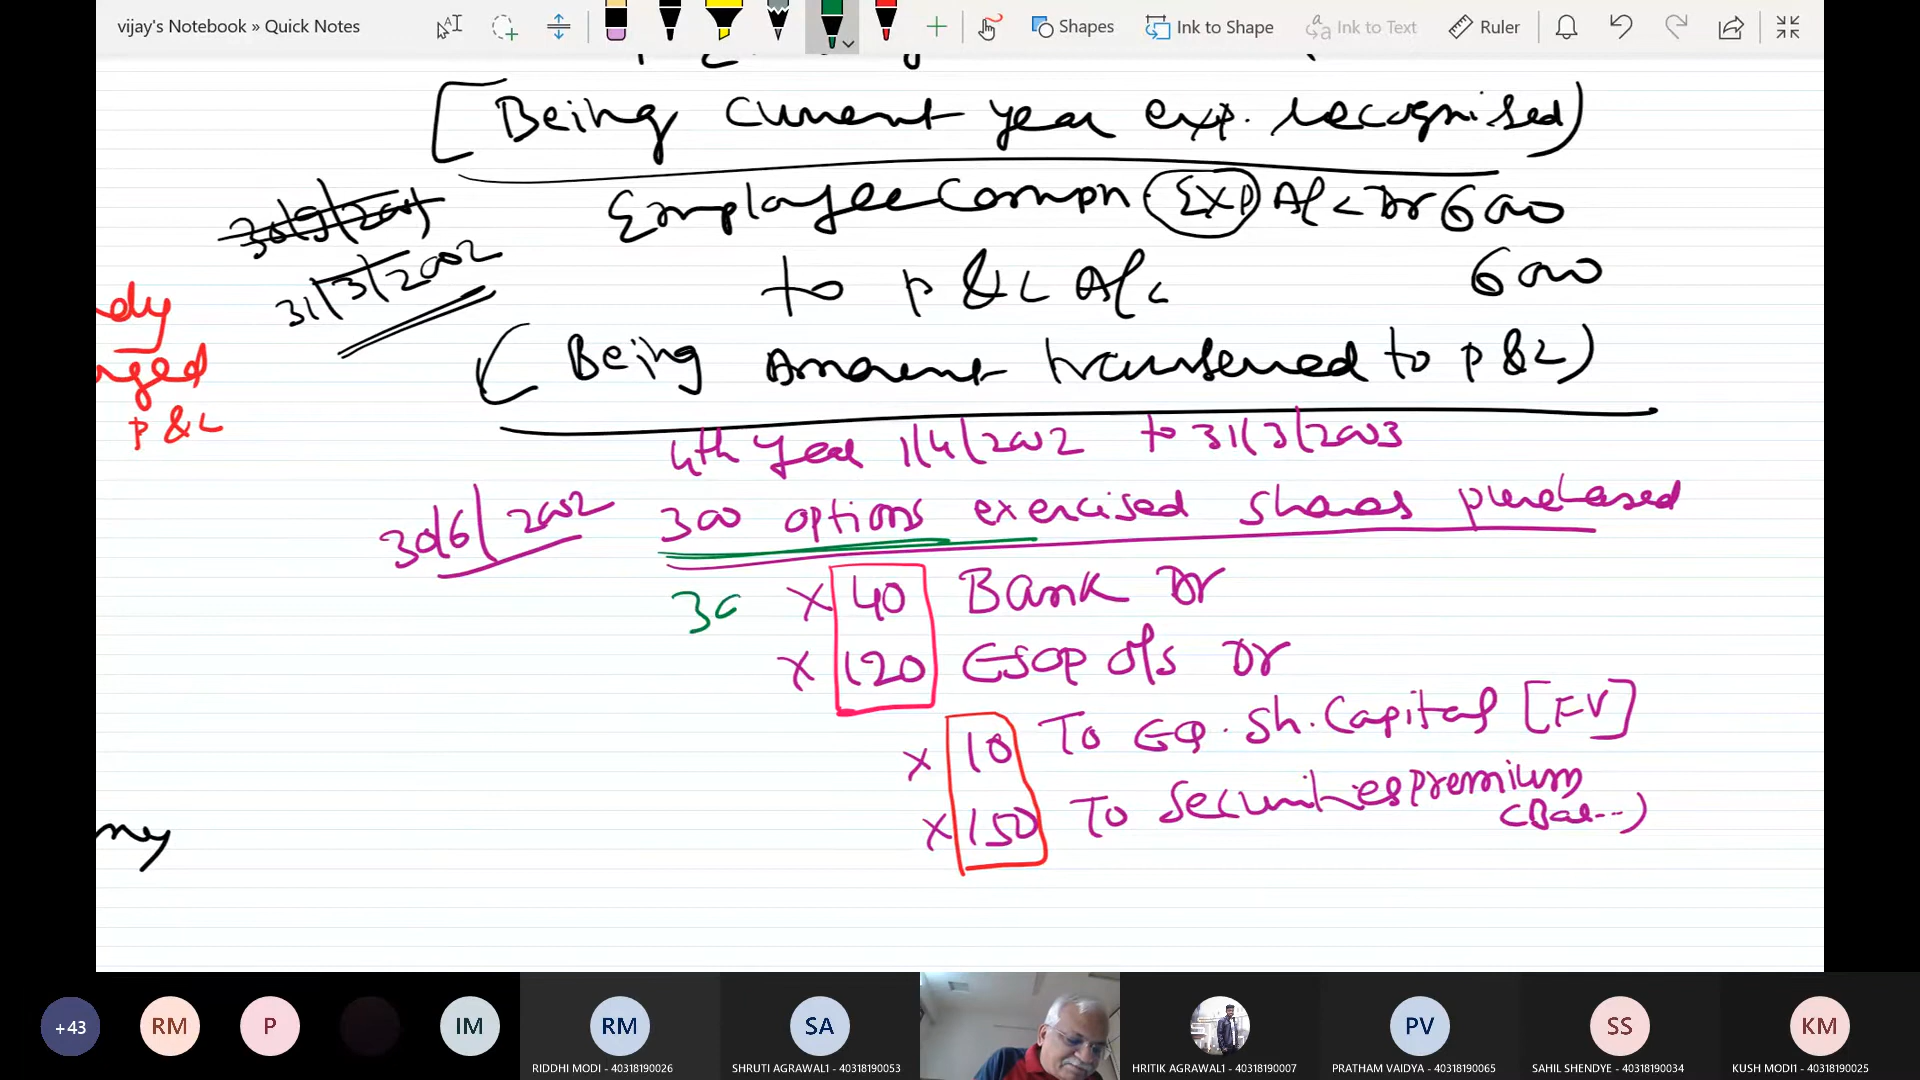 vijay's Notebook » Quick Notes
Shapes
Ink to Shape
Ink to Text
Ruler
[Being current year exp. recognised)
30/9/2001
31/3/2002
Employee Compn EXP A/c Dr 6000
to P & L A/c 6000
(Being Amount transferred to P & L)
P & L
4th Year 1/4/2002 to 31/3/2003
30/6/2002 300 options exercised shares purchased
30 × 40 Bank Dr
× 120 ESOP o/s Dr
× 10 To Eq. Sh. Capital [FV]
× 150 To Securities premium
(Bal...)
+43
RM
P
IM
RM
SA
PV
SS
KM
RIDDHI MODI - 40318190026
SHRUTI AGRAWAL1 - 40318190053
HRITIK AGRAWAL1 - 40318190007
PRATHAM VAIDYA - 40318190065
SAHIL SHENDYE - 40318190034
KUSH MODI1 - 40318190025